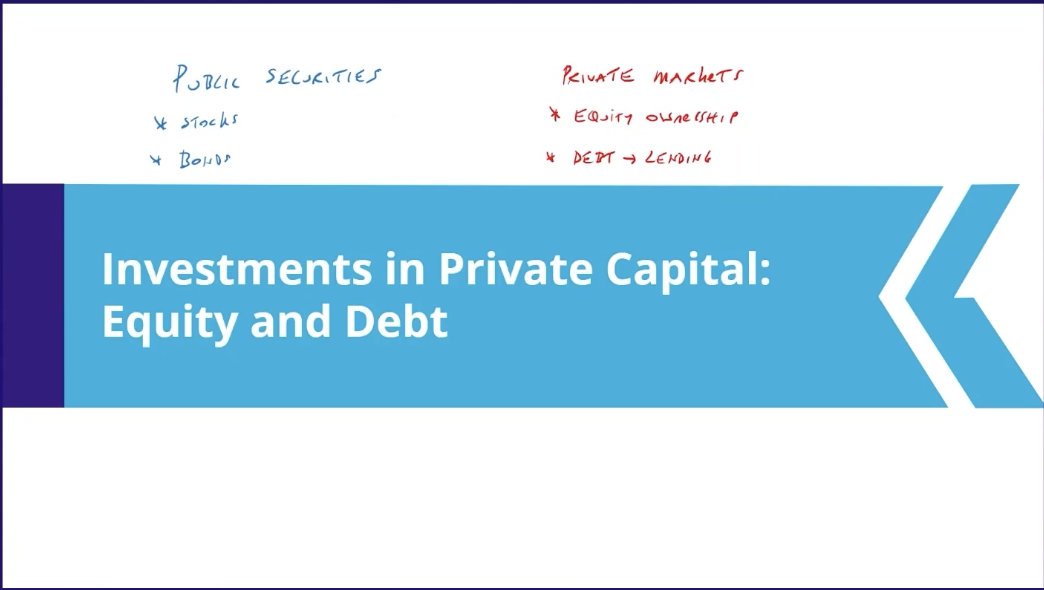 PUBLIC SECURITIES
* STOCKS
* BONDS
PRIVATE MARKETS
* EQUITY OWNERSHIP
* DEBT → LENDING
Investments in Private Capital:
Equity and Debt